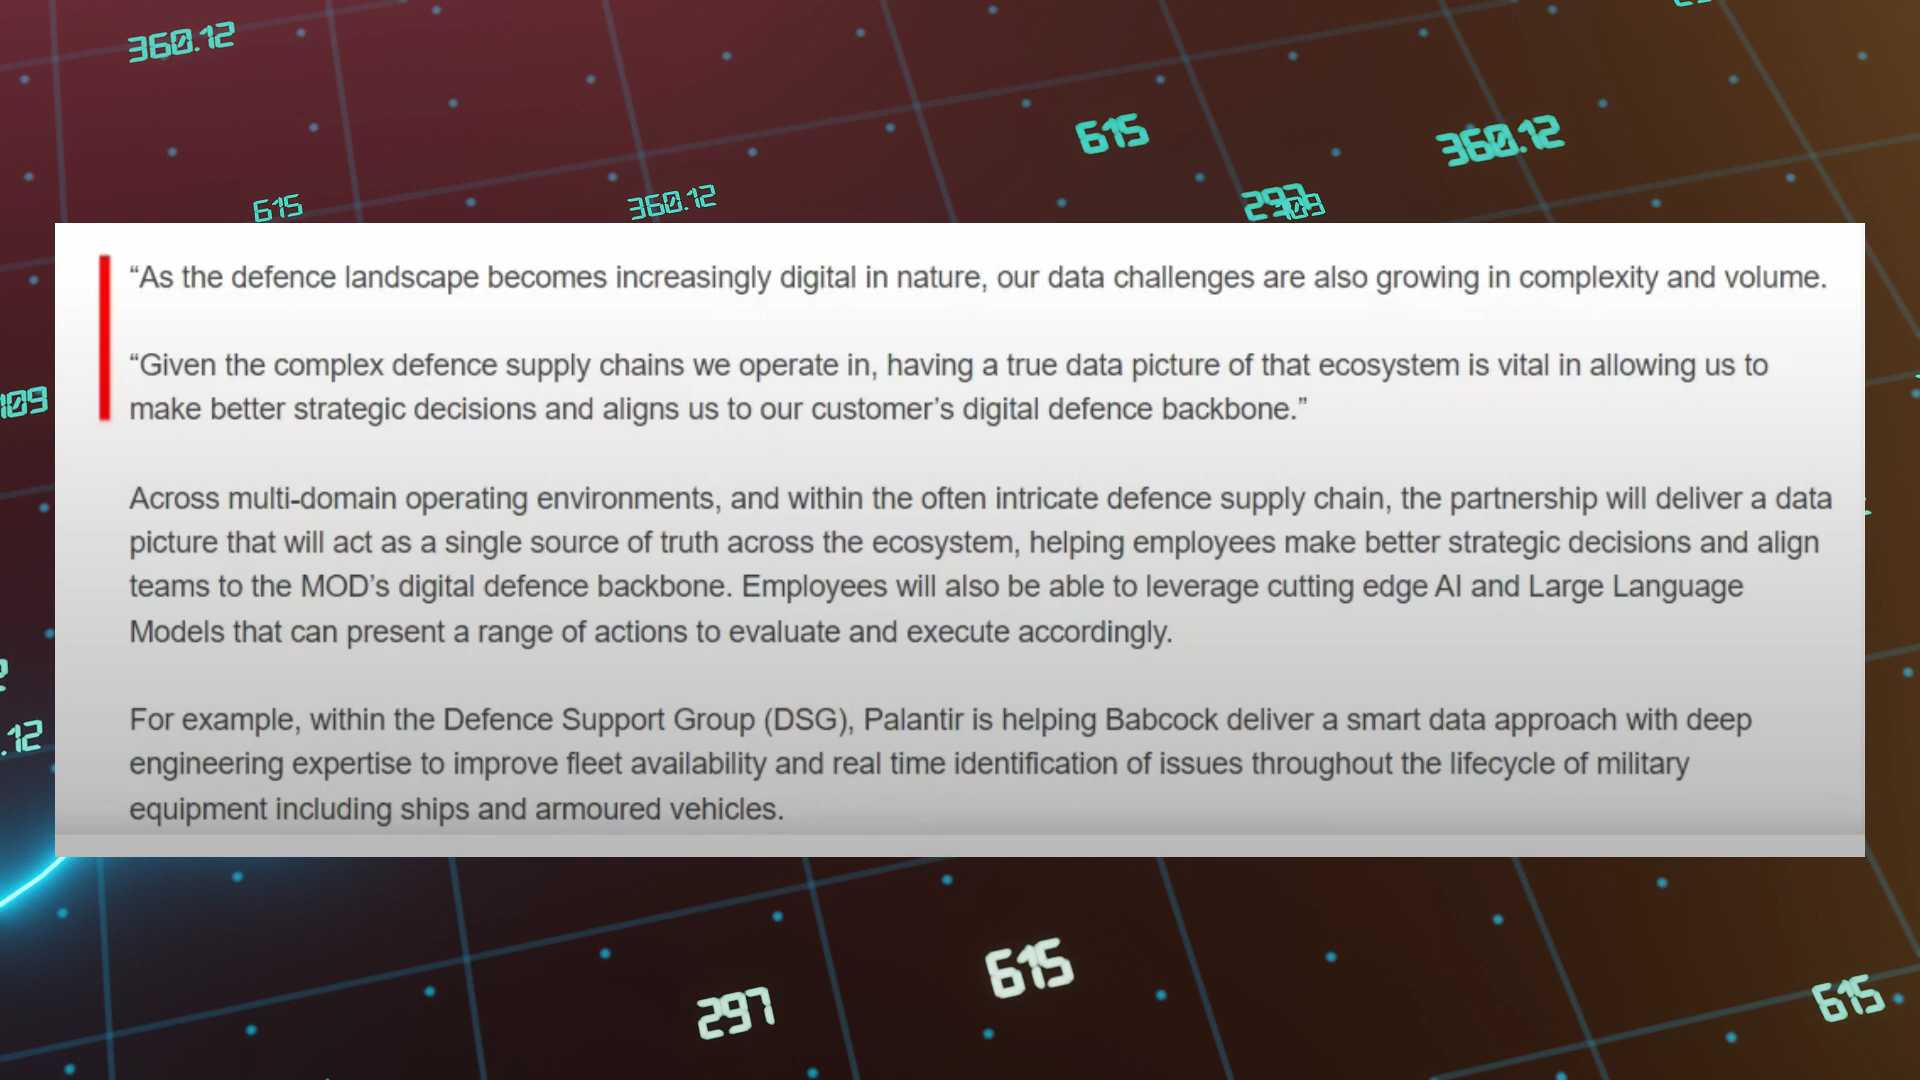 360.12
615
360.12
615
360.12
297
109
“As the defence landscape becomes increasingly digital in nature, our data challenges are also growing in complexity and volume.
“Given the complex defence supply chains we operate in, having a true data picture of that ecosystem is vital in allowing us to
make better strategic decisions and aligns us to our customer’s digital defence backbone.”
109
Across multi-domain operating environments, and within the often intricate defence supply chain, the partnership will deliver a data
picture that will act as a single source of truth across the ecosystem, helping employees make better strategic decisions and align
teams to the MOD’s digital defence backbone. Employees will also be able to leverage cutting edge AI and Large Language
Models that can present a range of actions to evaluate and execute accordingly.
.12
For example, within the Defence Support Group (DSG), Palantir is helping Babcock deliver a smart data approach with deep
engineering expertise to improve fleet availability and real time identification of issues throughout the lifecycle of military
equipment including ships and armoured vehicles.
615
297
615